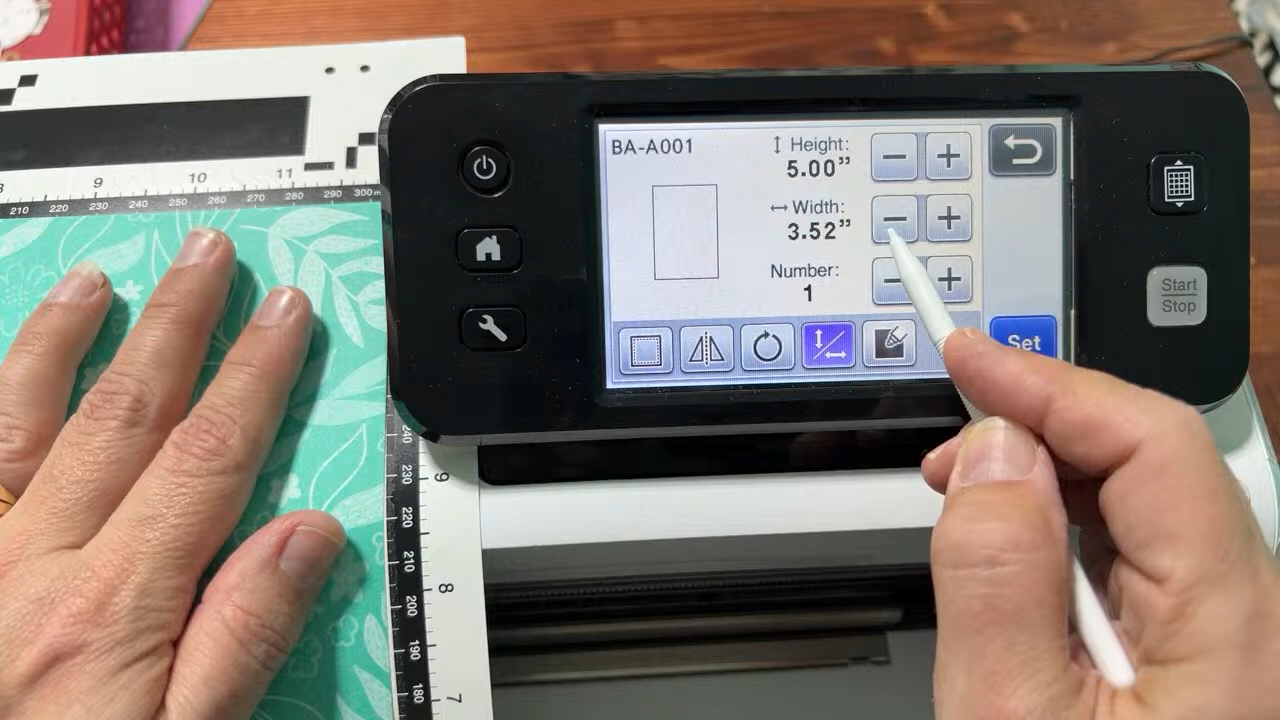 BA-A001
Height:
5.00”
Width:
3.52”
Number:
1
Set
Start
Stop
9 10 11
210 220 230 240 250 260 270 280 290 300m
240
9
230
220
210
8
200
190
7
180